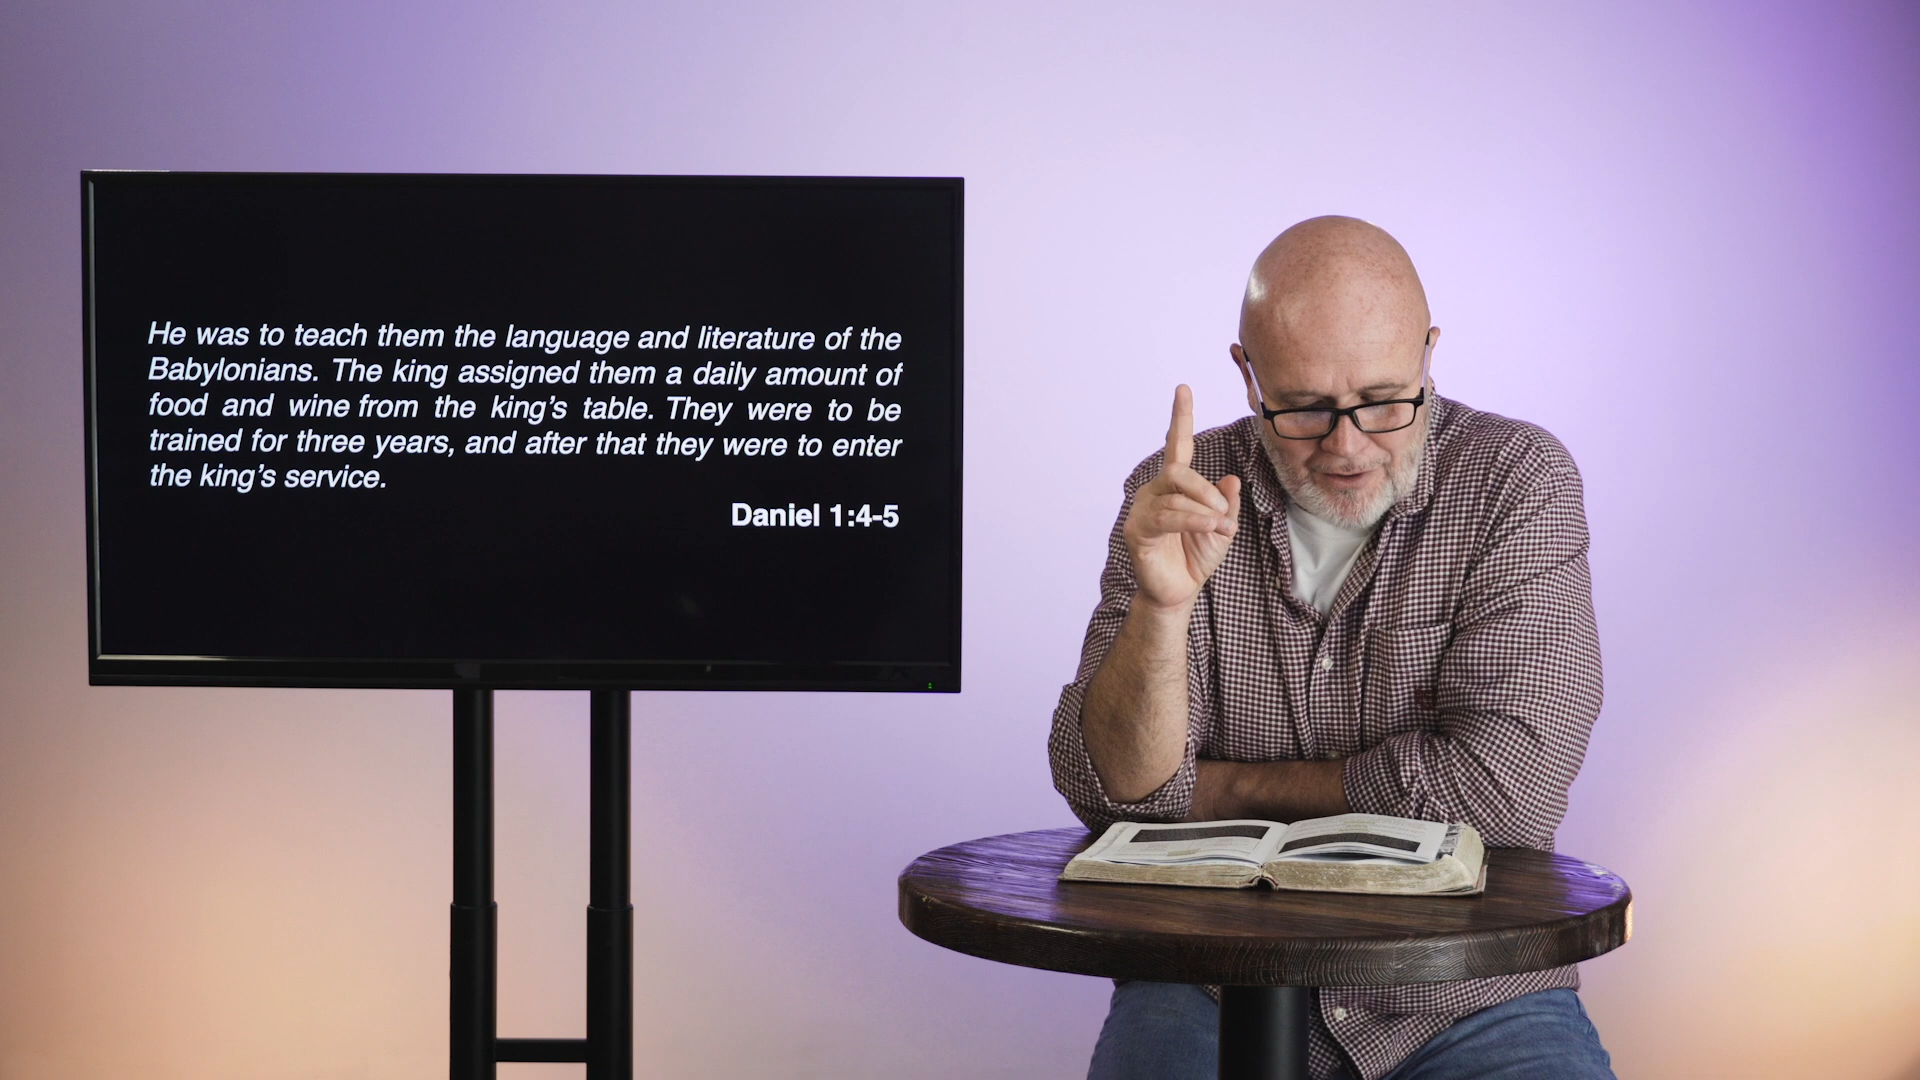 He was to teach them the language and literature of the
Babylonians. The king assigned them a daily amount of
food and wine from the king’s table. They were to be
trained for three years, and after that they were to enter
the king’s service.
Daniel 1:4-5